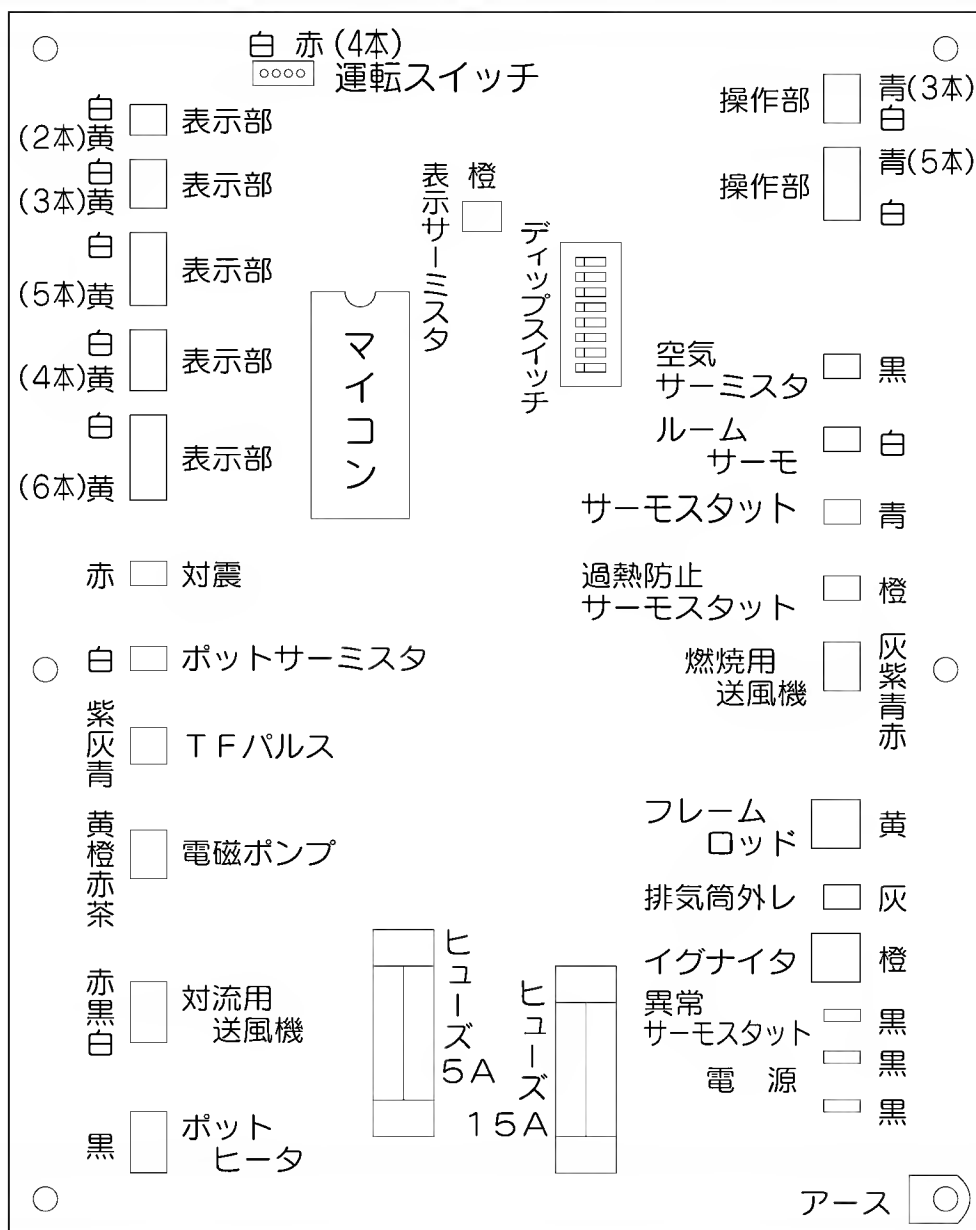 白 赤(4本)
運転スイッチ
白
(2本)黄
表示部
白
(3本)黄
表示部
白
(5本)黄
表示部
白
(4本)黄
表示部
白
(6本)黄
表示部
表示サーミスタ
橙
ディップスイッチ
マイコン
操作部
青(3本)
白
操作部
青(5本)
白
空気
サーミスタ
黒
ルーム
サーモ
白
サーモスタット
青
過熱防止
サーモスタット
橙
燃焼用
送風機
灰紫青赤
フレーム
ロッド
黄
排気筒外レ
灰
イグナイタ
橙
異常
サーモスタット
黒
電 源
黒
黒
アース
赤
対震
白
ポットサーミスタ
紫灰青
TFパルス
黄橙赤茶
電磁ポンプ
赤黒白
対流用
送風機
黒
ポット
ヒータ
ヒューズ
5A
ヒューズ
15A